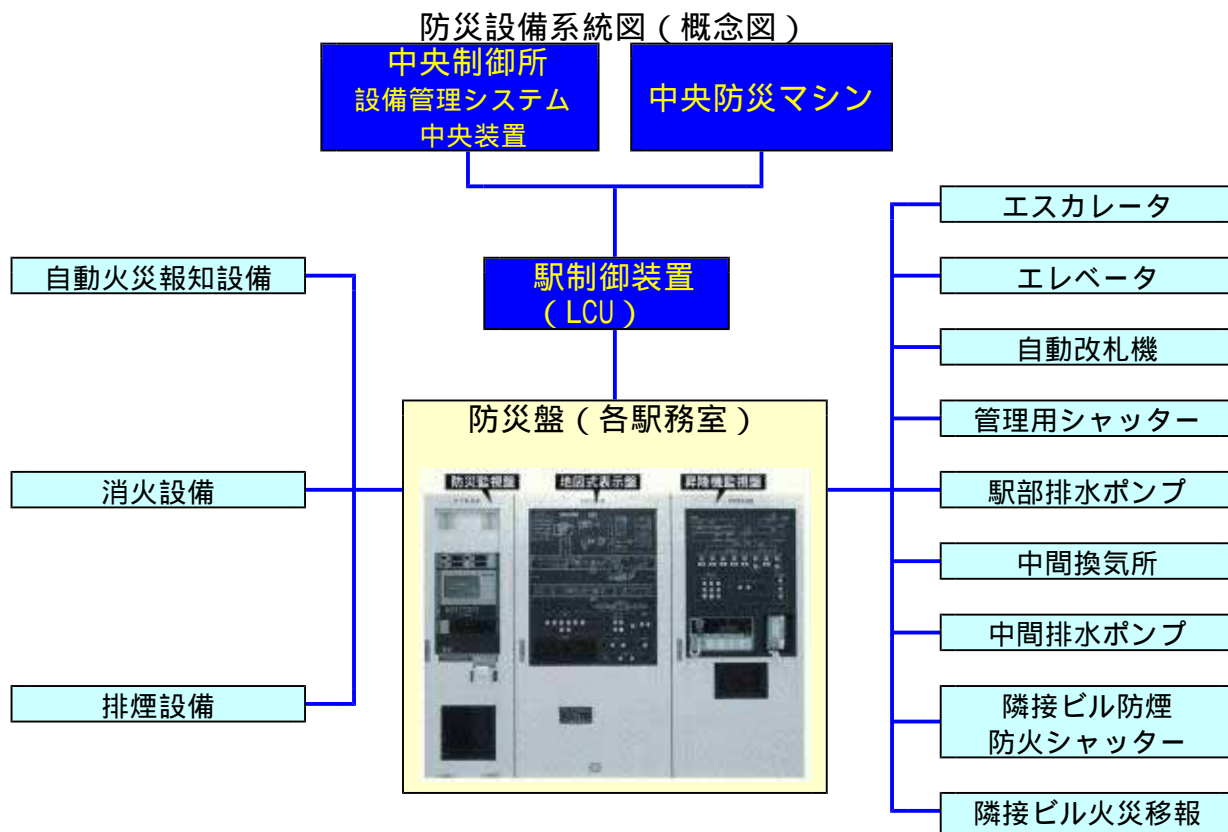 防災設備系統図（概念図）
中央制御所
設備管理システム
中央装置
中央防災マシン
駅制御装置
（LCU）
自動火災報知設備
消火設備
排煙設備
防災盤（各駅務室）
防災監視盤
地図式表示盤
昇降機監視盤
エスカレータ
エレベータ
自動改札機
管理用シャッター
駅部排水ポンプ
中間換気所
中間排水ポンプ
隣接ビル防煙
防火シャッター
隣接ビル火災移報